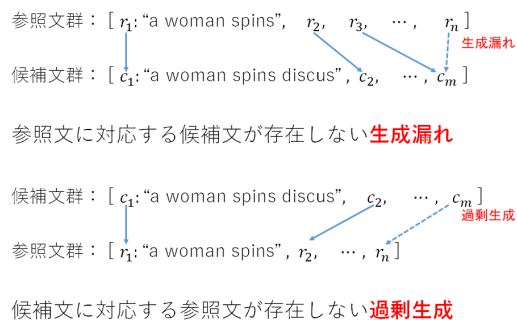 参照文群： [ r1: “a woman spins”, r2, r3, ⋯ , rn ]
生成漏れ
候補文群： [ c1: “a woman spins discus” , c2, ⋯ , cm ]
参照文に対応する候補文が存在しない生成漏れ
候補文群： [ c1: “a woman spins discus”, c2, ⋯ , cm ]
過剰生成
参照文群： [ r1: “a woman spins” , r2, ⋯ , rn ]
候補文に対応する参照文が存在しない過剰生成